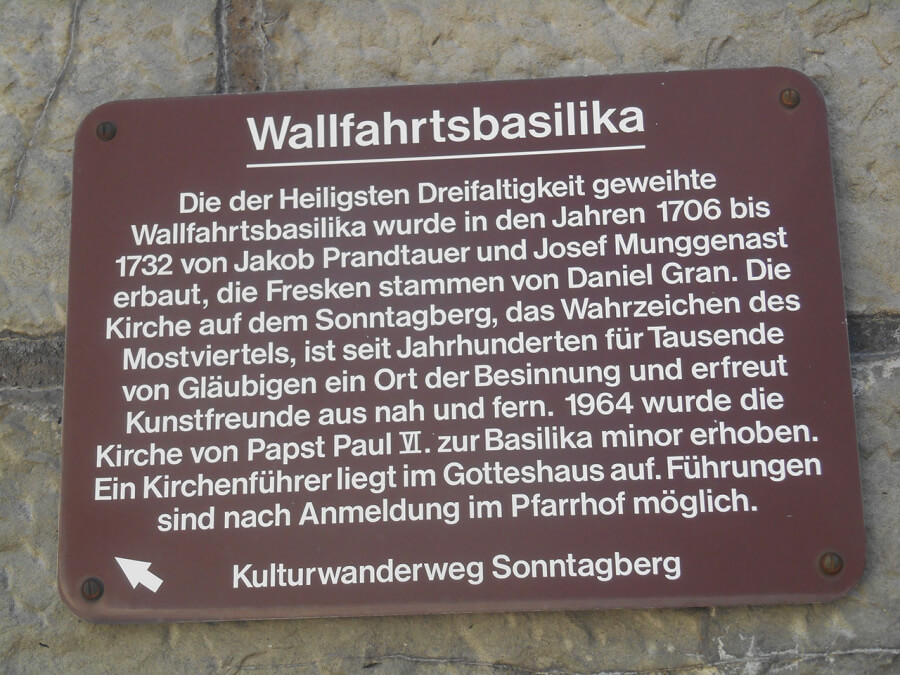 Wallfahrtsbasilika
Die der Heiligsten Dreifaltigkeit geweihte
Wallfahrtsbasilika wurde in den Jahren 1706 bis
1732 von Jakob Prandtauer und Josef Munggenast
erbaut, die Fresken stammen von Daniel Gran. Die
Kirche auf dem Sonntagberg, das Wahrzeichen des
Mostviertels, ist seit Jahrhunderten für Tausende
von Gläubigen ein Ort der Besinnung und erfreut
Kunstfreunde aus nah und fern. 1964 wurde die
Kirche von Papst Paul VI. zur Basilika minor erhoben.
Ein Kirchenführer liegt im Gotteshaus auf. Führungen
sind nach Anmeldung im Pfarrhof möglich.
Kulturwanderweg Sonntagberg